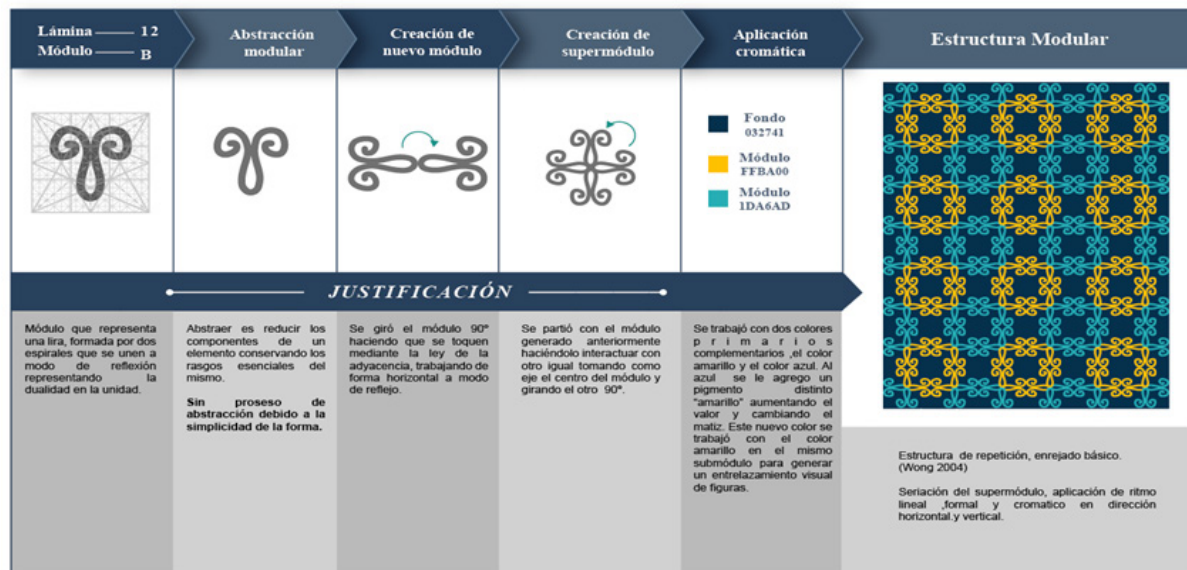 Lámina —— 12
Módulo —— B
Abstracción
modular
Creación de
nuevo módulo
Creación de
supermódulo
Aplicación
cromática
Estructura Modular
Fondo
032741
Módulo
FFBA00
Módulo
1DA6AD
JUSTIFICACIÓN
Módulo que representa
una lira, formada por dos
espirales que se unen a
modo de reflexión
representando la
dualidad en la unidad.
Abstraer es reducir los
componentes de un
elemento conservando los
rasgos esenciales del
mismo.
Sin proseso de
abstracción debido a la
simplicidad de la forma.
Se giró el módulo 90º
haciendo que se toquen
mediante la ley de la
adyacencia, trabajando de
forma horizontal a modo
de reflejo.
Se partió con el módulo
generado anteriormente
haciéndolo interactuar con
otro igual tomando como
eje el centro del módulo y
girando el otro 90º.
Se trabajó con dos colores
primarios
complementarios ,el color
amarillo y el color azul. Al
azul se le agrego un
pigmento distinto
"amarillo" aumentando el
valor y cambiando el
matiz. Este nuevo color se
trabajó con el color
amarillo en el mismo
submódulo para generar
un entrelazamiento visual
de figuras.
Estructura de repetición, enrejado básico.
(Wong 2004)
Seriación del supermódulo, aplicación de ritmo
lineal ,formal y cromatico en dirección
horizontal.y vertical.